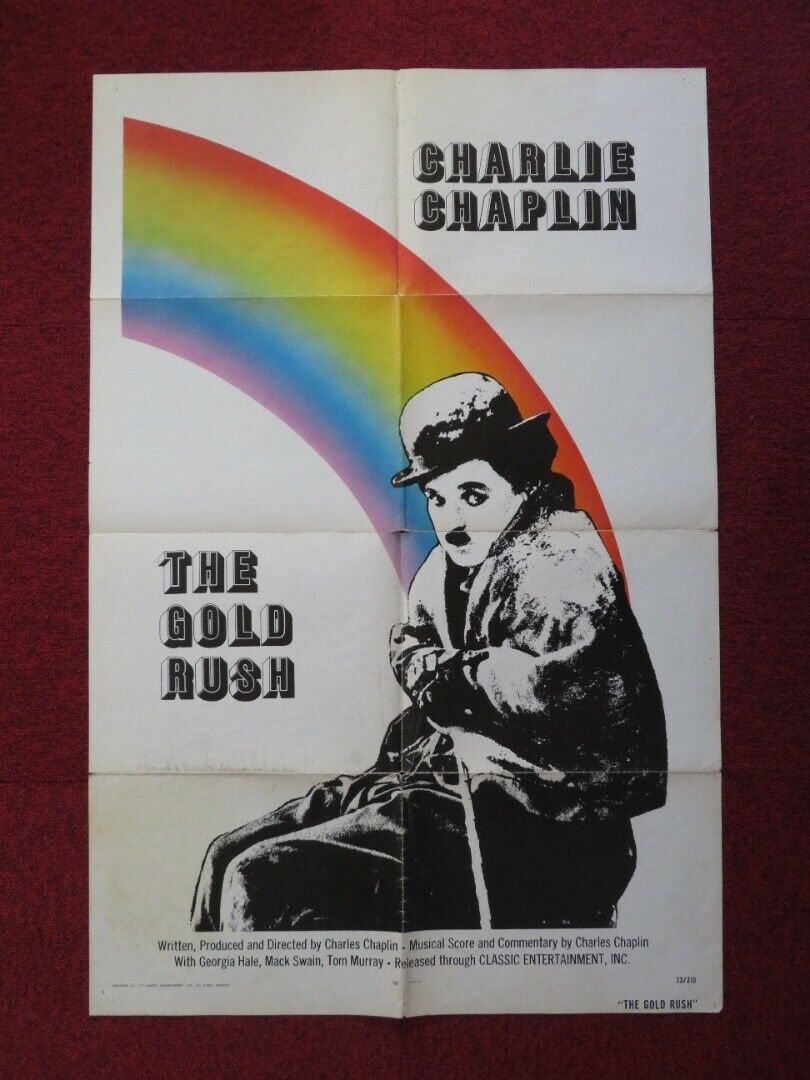 CHARLIE
CHAPLIN
THE
GOLD
RUSH
Written, Produced and Directed by Charles Chaplin • Musical Score and Commentary by Charles Chaplin
With Georgia Hale, Mack Swain, Tom Murray • Released through CLASSIC ENTERTAINMENT, INC.
73/310
"THE GOLD RUSH"